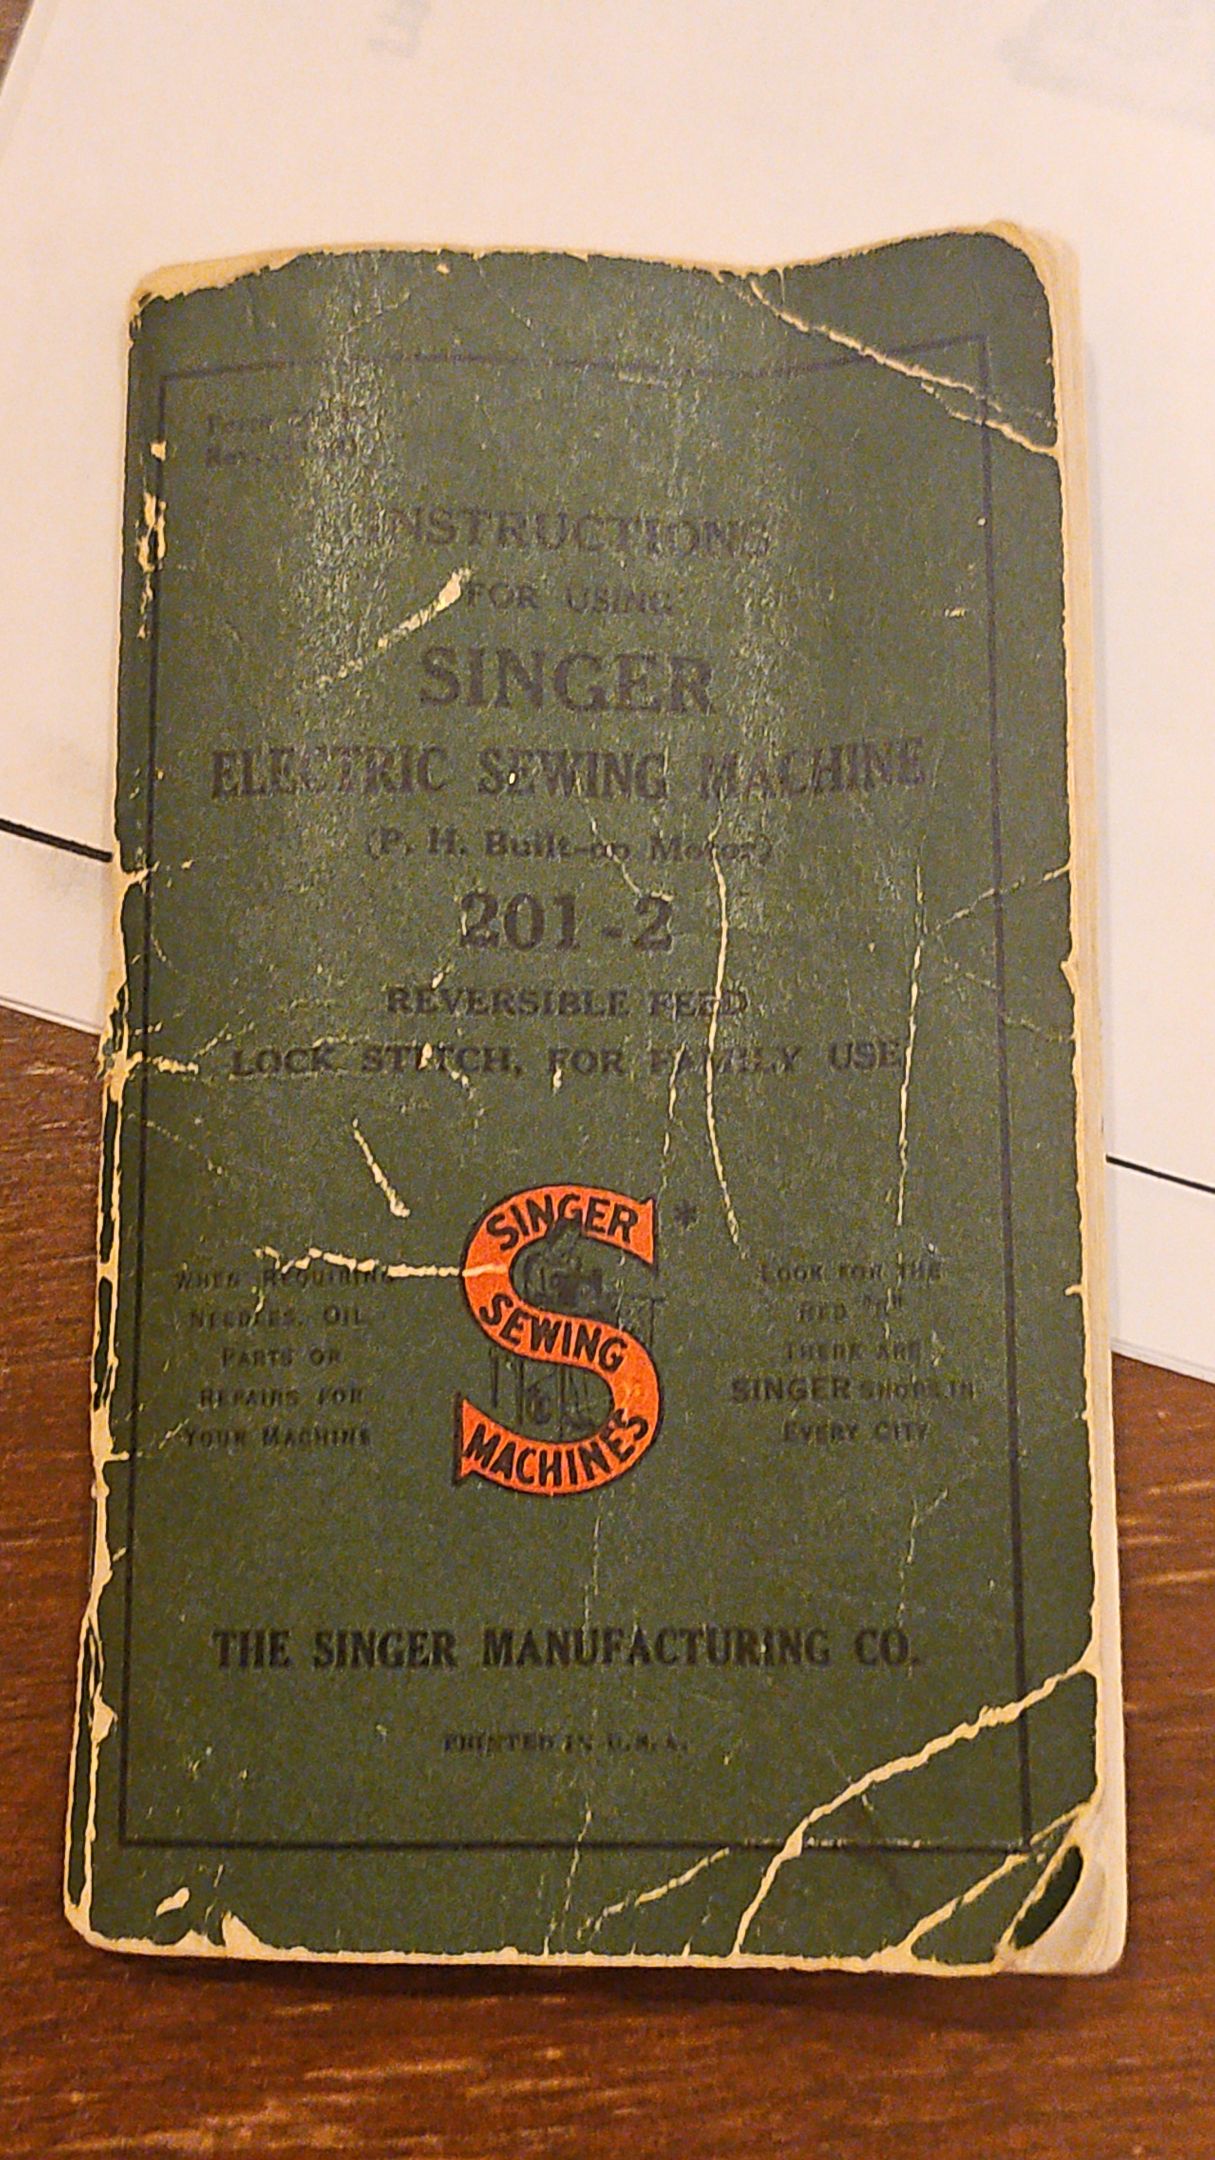 Form
Rev.
INSTRUCTIONS
FOR USING
SINGER
ELECTRIC SEWING MACHINE
(P. H. Built-on Motor)
201-2
REVERSIBLE FEED
LOCK STITCH, FOR FAMILY USE
SINGER *
SEWING
MACHINES
WHEN REQUIRING
NEEDLES, OIL
PARTS OR
REPAIRS FOR
YOUR MACHINE
LOOK FOR THE
RED "S"
THERE ARE
SINGER SHOPS IN
EVERY CITY
THE SINGER MANUFACTURING CO.
PRINTED IN U.S.A.